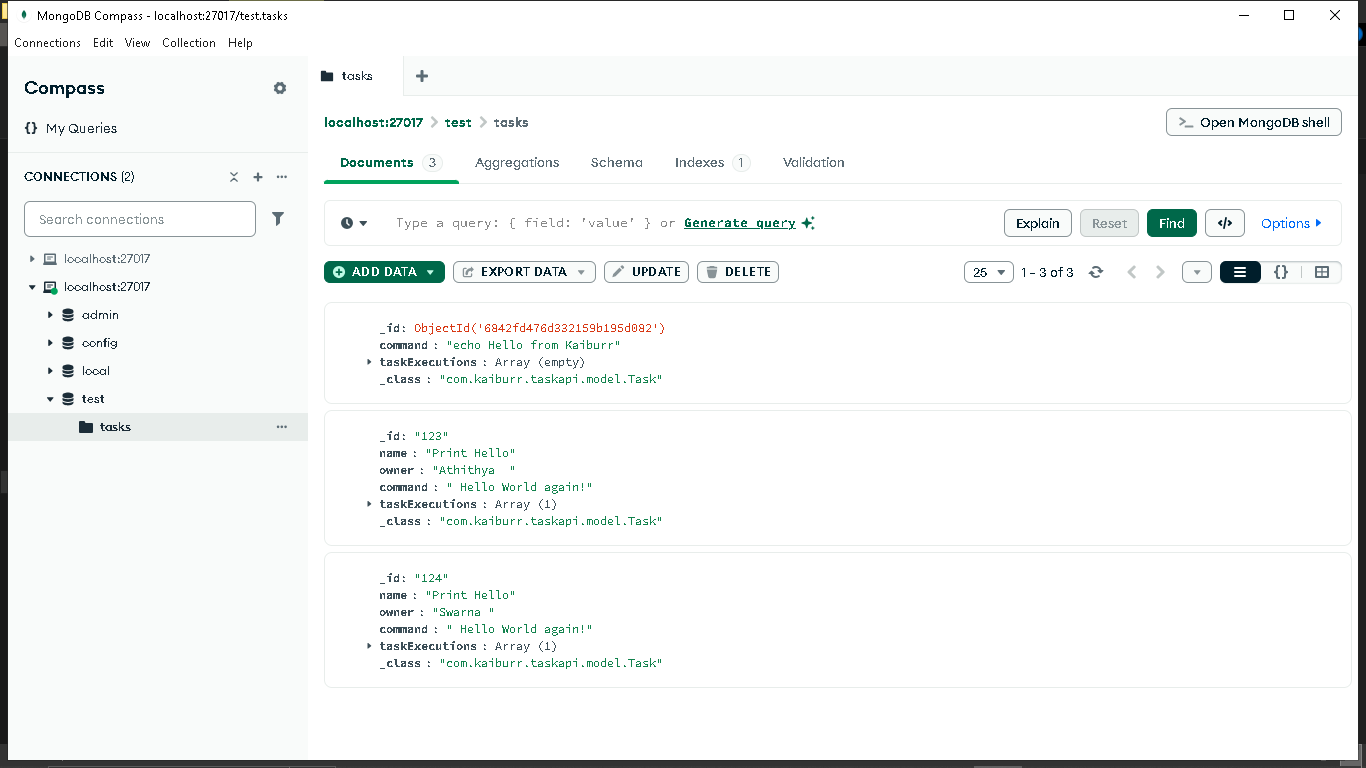 MongoDB Compass - localhost:27017/test.tasks
Connections Edit View Collection Help
Compass
{} My Queries
CONNECTIONS (2)
Search connections
localhost:27017
localhost:27017
admin
config
local
test
tasks
tasks
localhost:27017 > test > tasks
>_ Open MongoDB shell
Documents 3 Aggregations Schema Indexes 1 Validation
Type a query: { field: 'value' } or Generate query
Explain Reset Find </> Options
ADD DATA EXPORT DATA UPDATE DELETE
25 1 – 3 of 3 {}
_id: ObjectId('6842fd476d332159b195d082')
command : "echo Hello from Kaiburr"
taskExecutions : Array (empty)
_class : "com.kaiburr.taskapi.model.Task"
_id: "123"
name : "Print Hello"
owner : "Athithya  "
command : " Hello World again!"
taskExecutions : Array (1)
_class : "com.kaiburr.taskapi.model.Task"
_id: "124"
name : "Print Hello"
owner : "Swarna "
command : " Hello World again!"
taskExecutions : Array (1)
_class : "com.kaiburr.taskapi.model.Task"